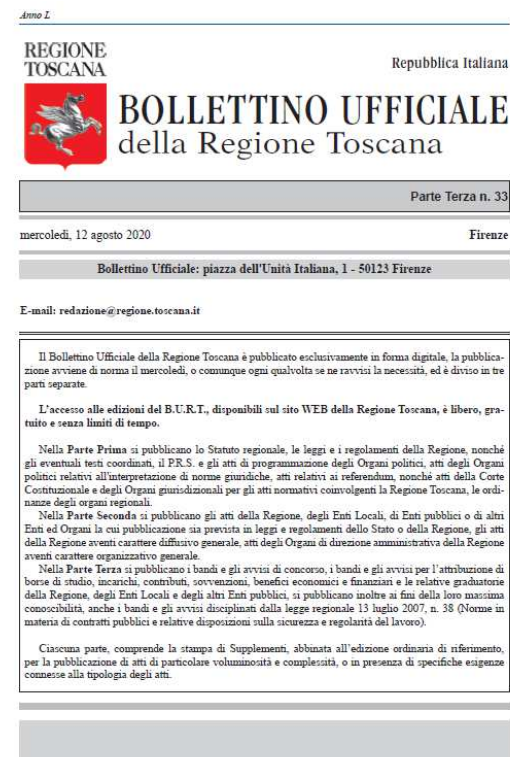 Anno L
REGIONE
TOSCANA
Repubblica Italiana
BOLLETTINO UFFICIALE
della Regione Toscana
Parte Terza n. 33
mercoledì, 12 agosto 2020
Firenze
Bollettino Ufficiale: piazza dell'Unità Italiana, 1 - 50123 Firenze
E-mail: redazione@regione.toscana.it
Il Bollettino Ufficiale della Regione Toscana è pubblicato esclusivamente in forma digitale, la pubblica-
zione avviene di norma il mercoledì, o comunque ogni qualvolta se ne ravvisi la necessità, ed è diviso in tre
parti separate.
L'accesso alle edizioni del B.U.R.T., disponibili sul sito WEB della Regione Toscana, è libero, gra-
tuito e senza limiti di tempo.
Nella Parte Prima si pubblicano lo Statuto regionale, le leggi e i regolamenti della Regione, nonché
gli eventuali testi coordinati, il P.R.S. e gli atti di programmazione degli Organi politici, atti degli Organi
politici relativi all'interpretazione di norme giuridiche, atti relativi ai referendum, nonché atti della Corte
Costituzionale e degli Organi giurisdizionali per gli atti normativi coinvolgenti la Regione Toscana, le ordi-
nanze degli organi regionali.
Nella Parte Seconda si pubblicano gli atti della Regione, degli Enti Locali, di Enti pubblici o di altri
Enti ed Organi la cui pubblicazione sia prevista in leggi e regolamenti dello Stato o della Regione, gli atti
della Regione aventi carattere diffusivo generale, atti degli Organi di direzione amministrativa della Regione
aventi carattere organizzativo generale.
Nella Parte Terza si pubblicano i bandi e gli avvisi di concorso, i bandi e gli avvisi per l'attribuzione di
borse di studio, incarichi, contributi, sovvenzioni, benefici economici e finanziari e le relative graduatorie
della Regione, degli Enti Locali e degli altri Enti pubblici, si pubblicano inoltre ai fini della loro massima
conoscibilità, anche i bandi e gli avvisi disciplinati dalla legge regionale 13 luglio 2007, n. 38 (Norme in
materia di contratti pubblici e relative disposizioni sulla sicurezza e regolarità del lavoro).
Ciascuna parte, comprende la stampa di Supplementi, abbinata all'edizione ordinaria di riferimento,
per la pubblicazione di atti di particolare voluminosità e complessità, o in presenza di specifiche esigenze
connesse alla tipologia degli atti.